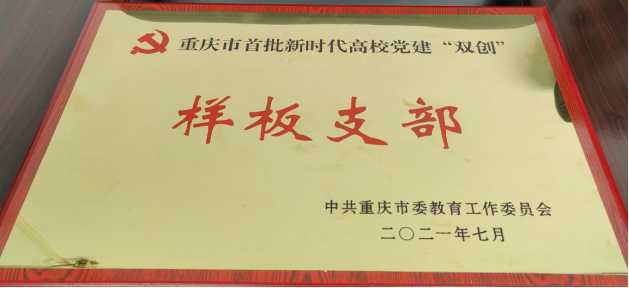 重庆市首批新时代高校党建“双创”
样板支部
中共重庆市委教育工作委员会
二〇二一年七月